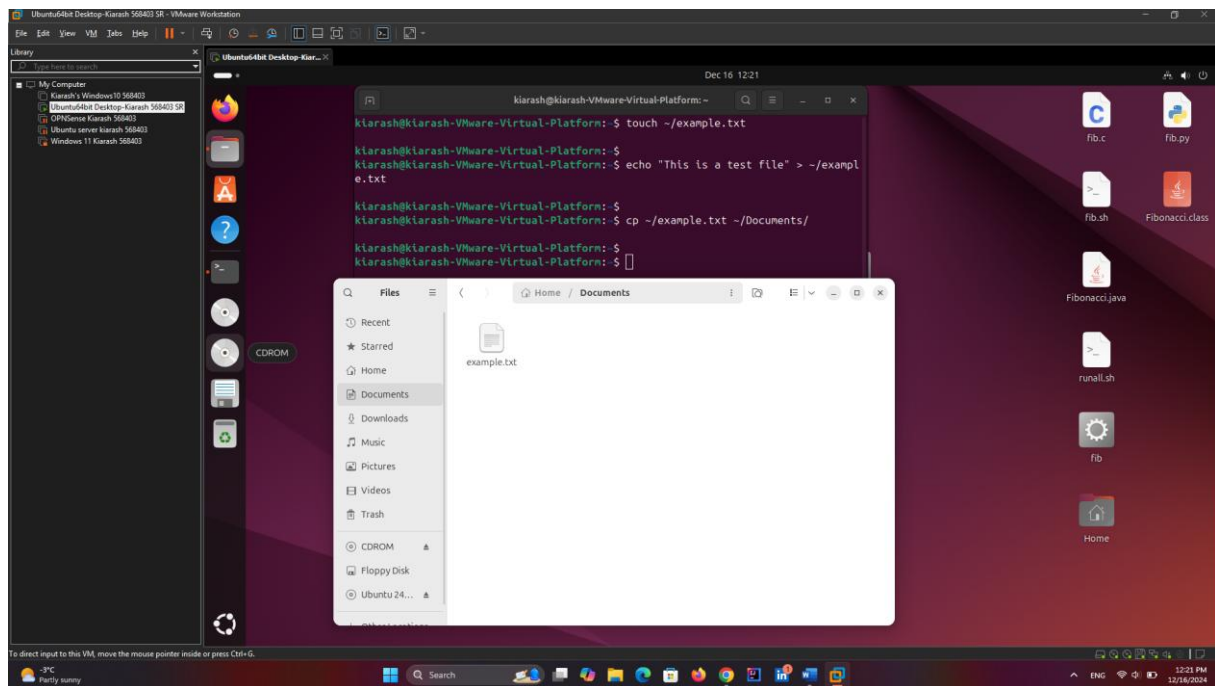 Ubuntu64bit Desktop-Kiarash 568403 SR - VMware Workstation
File Edit View VM Tabs Help
Library
Type here to search
My Computer
Kiarash's Windows10 568403
Ubuntu64bit Desktop-Kiarash 568403 SR
OPNSense Kiarash 568403
Ubuntu server kiarash 568403
Windows 11 Kiarash 568403
Ubuntu64bit Desktop-Kiar...
Dec 16 12:21
kiarash@kiarash-VMware-Virtual-Platform: ~
kiarash@kiarash-VMware-Virtual-Platform:~$ touch ~/example.txt
kiarash@kiarash-VMware-Virtual-Platform:~$
kiarash@kiarash-VMware-Virtual-Platform:~$ echo "This is a test file" > ~/exampl
e.txt
kiarash@kiarash-VMware-Virtual-Platform:~$
kiarash@kiarash-VMware-Virtual-Platform:~$ cp ~/example.txt ~/Documents/
kiarash@kiarash-VMware-Virtual-Platform:~$
kiarash@kiarash-VMware-Virtual-Platform:~$
CDROM
Files
Home / Documents
Recent
Starred
Home
Documents
Downloads
Music
Pictures
Videos
Trash
CDROM
Floppy Disk
Ubuntu 24...
example.txt
fib.c
fib.py
fib.sh
Fibonacci.class
Fibonacci.java
runall.sh
fib
Home
To direct input to this VM, move the mouse pointer inside or press Ctrl+G.
-3°C
Partly sunny
Search
ENG
12:21 PM
12/16/2024